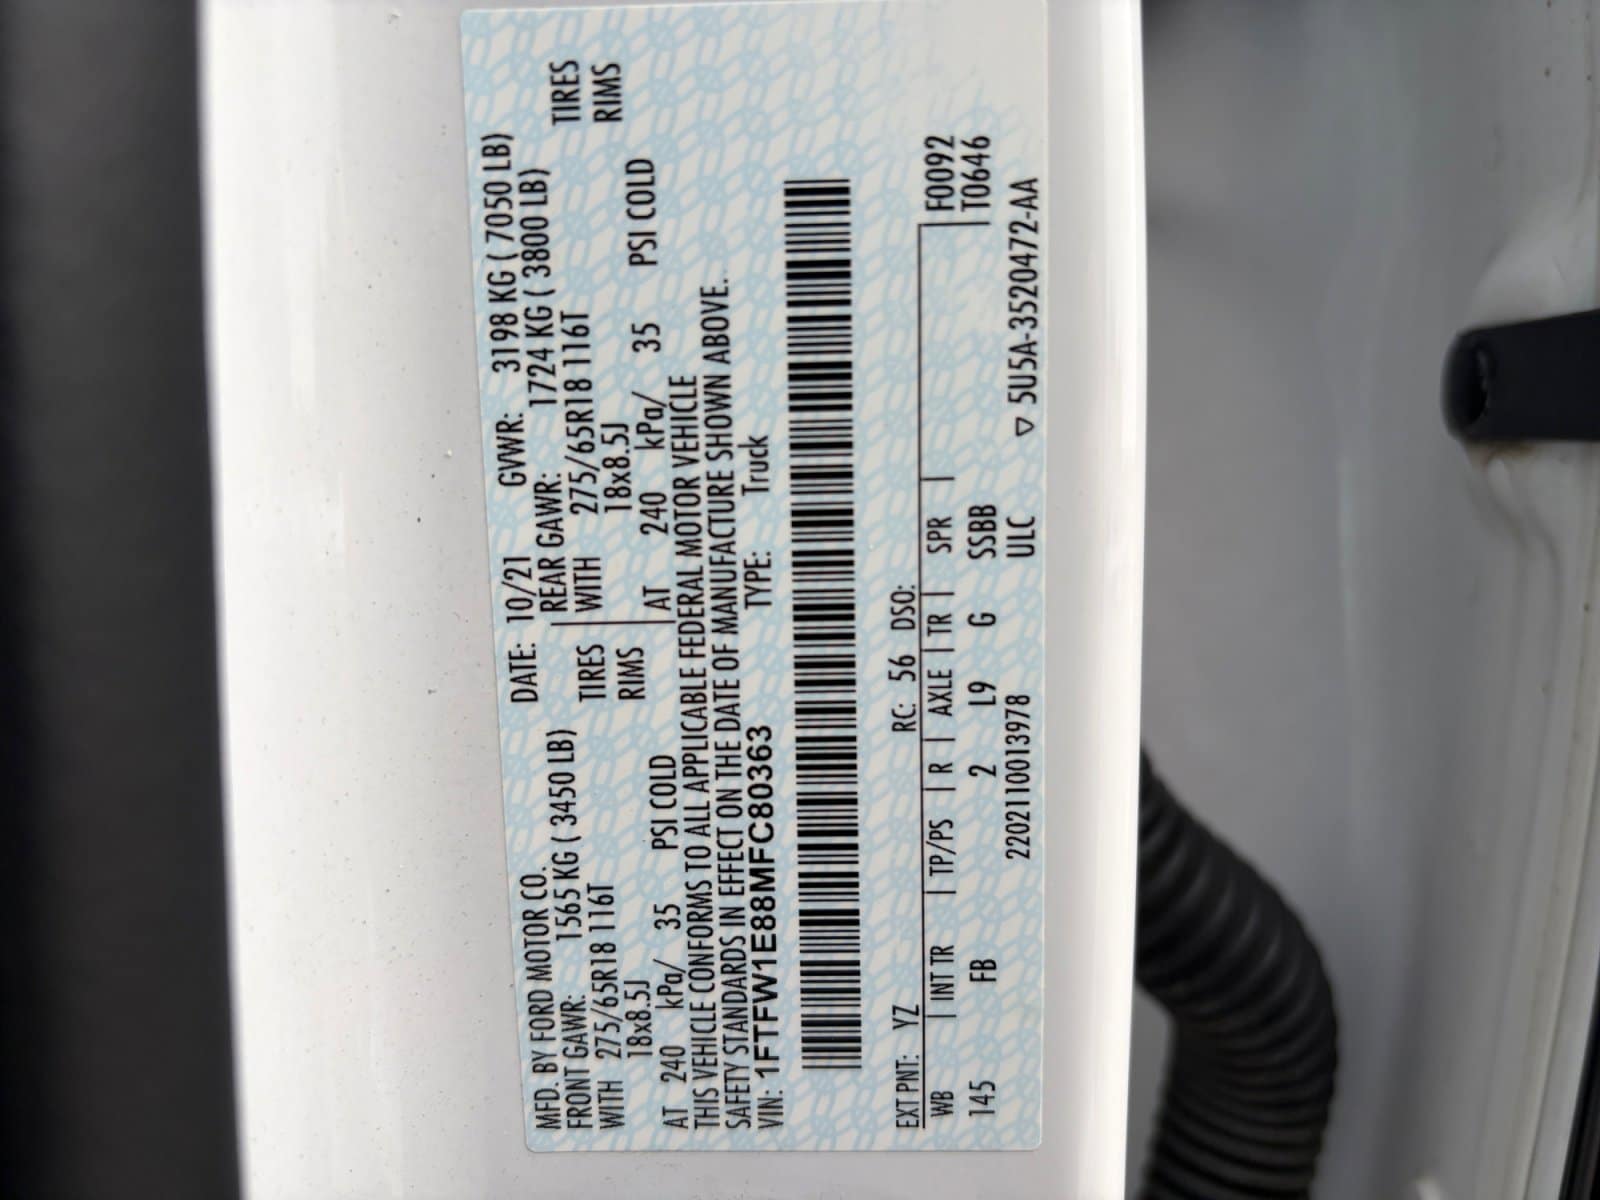 MFD. BY FORD MOTOR CO. DATE: 10/21 GVWR: 3198 KG ( 7050 LB)
FRONT GAWR: 1565 KG ( 3450 LB) REAR GAWR: 1724 KG ( 3800 LB)
WITH 275/65R18 116T TIRES WITH 275/65R18 116T TIRES
18x8.5J RIMS 18x8.5J RIMS
AT 240 kPa/ 35 PSI COLD AT 240 kPa/ 35 PSI COLD
THIS VEHICLE CONFORMS TO ALL APPLICABLE FEDERAL MOTOR VEHICLE
SAFETY STANDARDS IN EFFECT ON THE DATE OF MANUFACTURE SHOWN ABOVE.
VIN: 1FTFW1E88MFC80363 TYPE: Truck
EXT PNT: YZ RC: 56 DSO: F0092
WB | INT TR | TP/PS | R | AXLE | TR | SPR | T0646
145 FB 2 L9 G SSBB
2202110013978 ULC ▽ 5U5A-3520472-AA